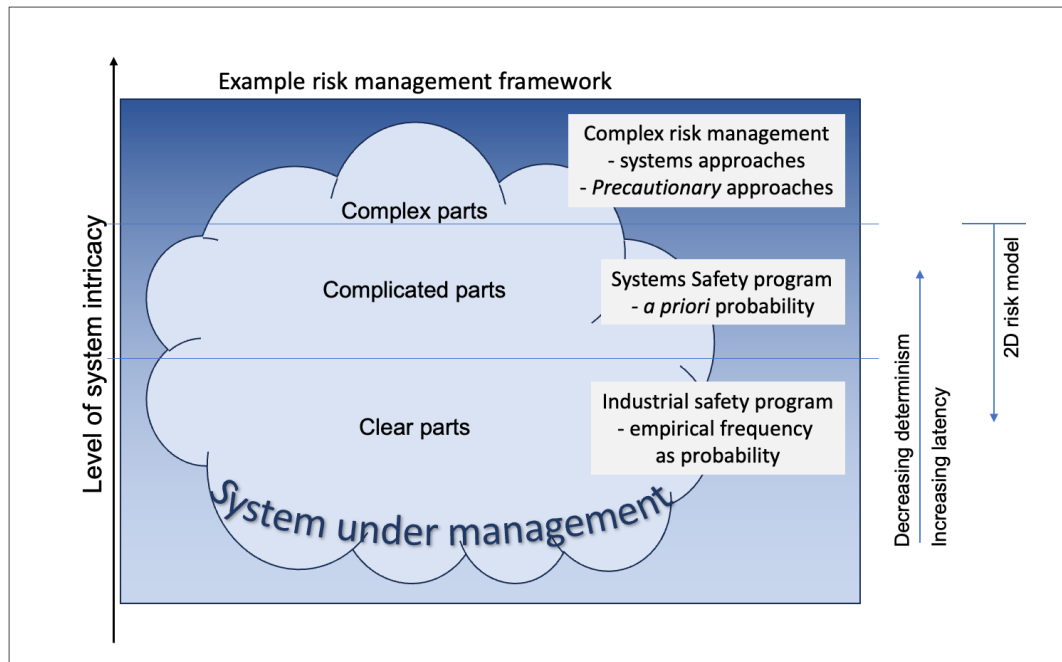 Example risk management framework
Level of system intricacy
Complex risk management
- systems approaches
- Precautionary approaches
Complex parts
Complicated parts
Systems Safety program
- a priori probability
Clear parts
Industrial safety program
- empirical frequency
as probability
System under management
Decreasing determinism
Increasing latency
2D risk model